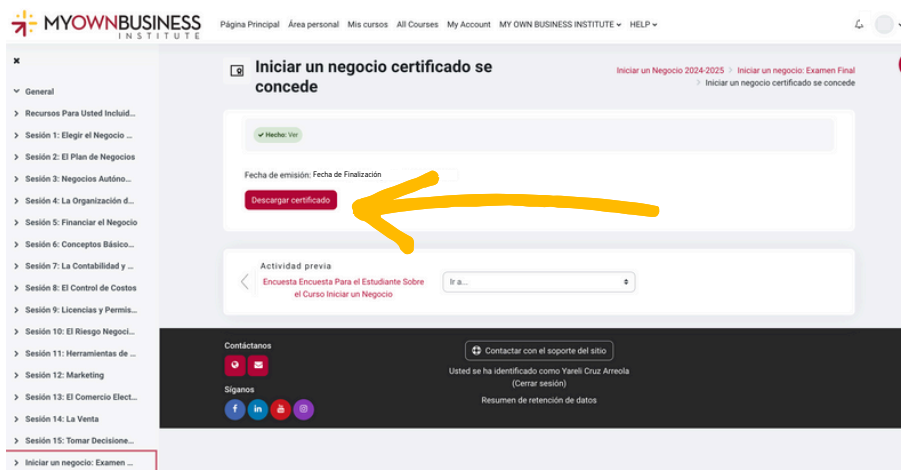 MYOWNBUSINESS
INSTITUTE
Página Principal Área personal Mis cursos All Courses My Account MY OWN BUSINESS INSTITUTE HELP
General
Recursos Para Usted Incluid...
Sesión 1: Elegir el Negocio ...
Sesión 2: El Plan de Negocios
Sesión 3: Negocios Autóno...
Sesión 4: La Organización d...
Sesión 5: Financiar el Negocio
Sesión 6: Conceptos Básico...
Sesión 7: La Contabilidad y ...
Sesión 8: El Control de Costos
Sesión 9: Licencias y Permis...
Sesión 10: El Riesgo Negoci...
Sesión 11: Herramientas de ...
Sesión 12: Marketing
Sesión 13: El Comercio Elect...
Sesión 14: La Venta
Sesión 15: Tomar Decisione...
Iniciar un negocio: Examen ...
Iniciar un negocio certificado se
concede
Iniciar un Negocio 2024-2025 > Iniciar un negocio: Examen Final
> Iniciar un negocio certificado se concede
Hecho: Ver
Fecha de emisión: Fecha de Finalización
Descargar certificado
Actividad previa
Encuesta Encuesta Para el Estudiante Sobre
el Curso Iniciar un Negocio
Ir a...
Contáctanos
Síganos
Contactar con el soporte del sitio
Usted se ha identificado como Yareli Cruz Arreola
(Cerrar sesión)
Resumen de retención de datos